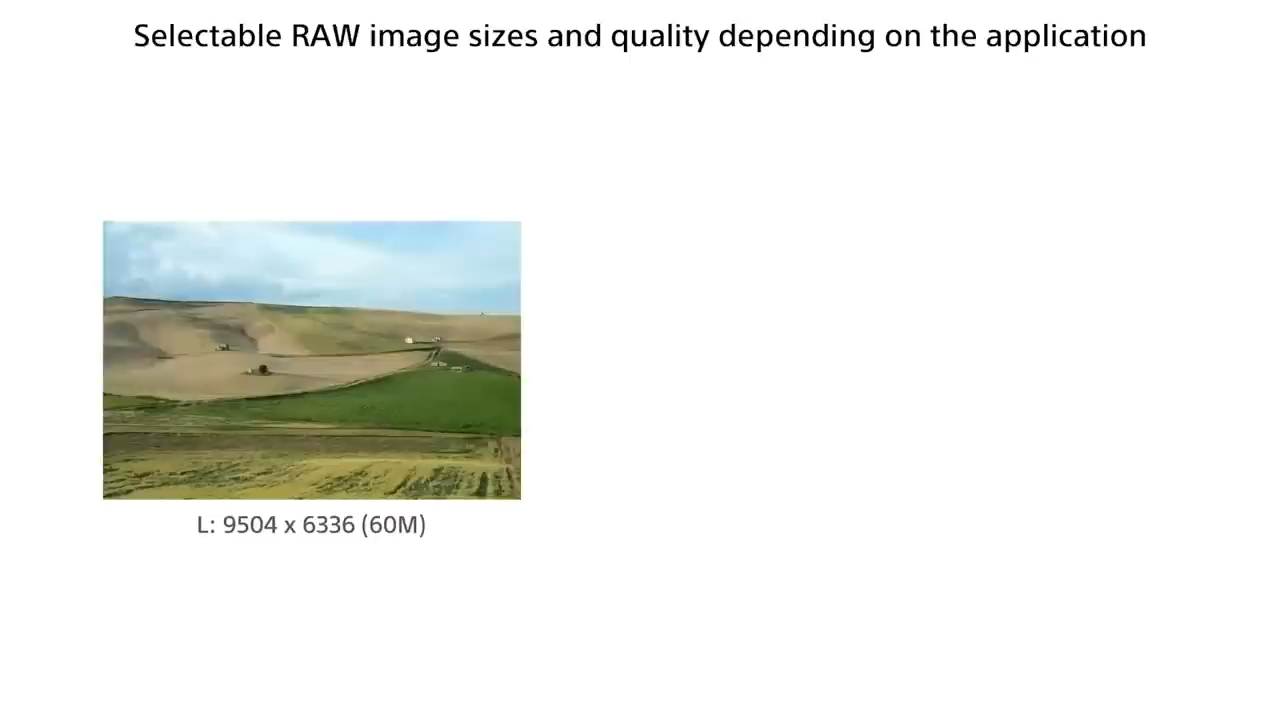 Selectable RAW image sizes and quality depending on the application
L: 9504 x 6336 (60M)